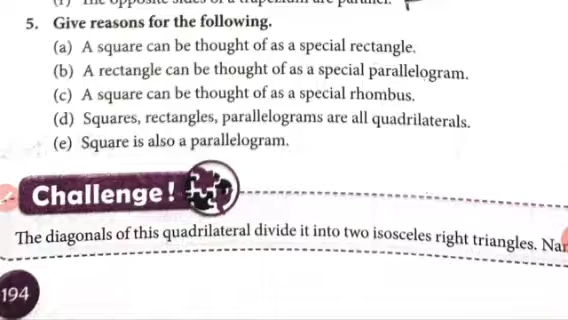 5. Give reasons for the following.
(a) A square can be thought of as a special rectangle.
(b) A rectangle can be thought of as a special parallelogram.
(c) A square can be thought of as a special rhombus.
(d) Squares, rectangles, parallelograms are all quadrilaterals.
(e) Square is also a parallelogram.
Challenge!
The diagonals of this quadrilateral divide it into two isosceles right triangles.
194